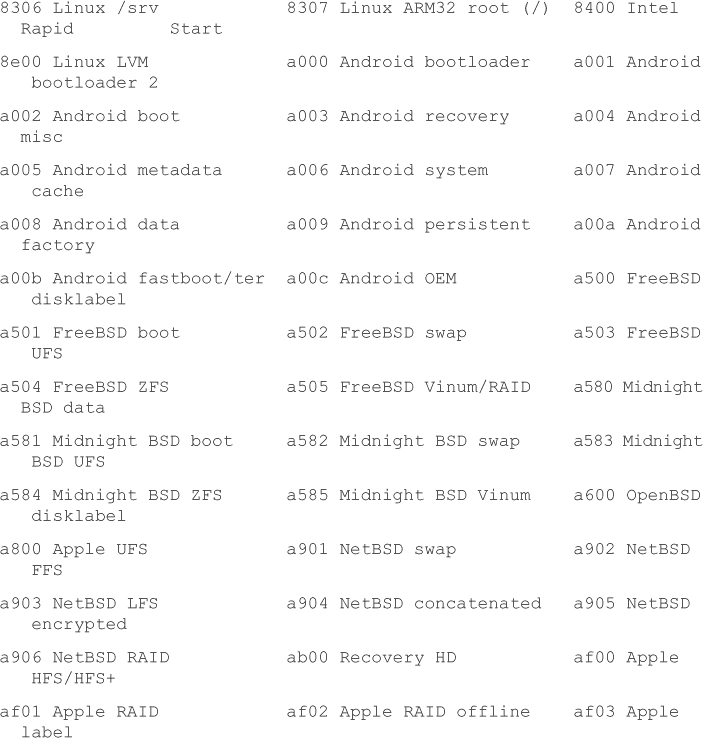 8306 Linux /srv 8307 Linux ARM32 root (/) 8400 Intel
Rapid Start
8e00 Linux LVM a000 Android bootloader a001 Android
bootloader 2
a002 Android boot a003 Android recovery a004 Android
misc
a005 Android metadata a006 Android system a007 Android
cache
a008 Android data a009 Android persistent a00a Android
factory
a00b Android fastboot/ter a00c Android OEM a500 FreeBSD
disklabel
a501 FreeBSD boot a502 FreeBSD swap a503 FreeBSD
UFS
a504 FreeBSD ZFS a505 FreeBSD Vinum/RAID a580 Midnight
BSD data
a581 Midnight BSD boot a582 Midnight BSD swap a583 Midnight
BSD UFS
a584 Midnight BSD ZFS a585 Midnight BSD Vinum a600 OpenBSD
disklabel
a800 Apple UFS a901 NetBSD swap a902 NetBSD
FFS
a903 NetBSD LFS a904 NetBSD concatenated a905 NetBSD
encrypted
a906 NetBSD RAID ab00 Recovery HD af00 Apple
HFS/HFS+
af01 Apple RAID af02 Apple RAID offline af03 Apple
label